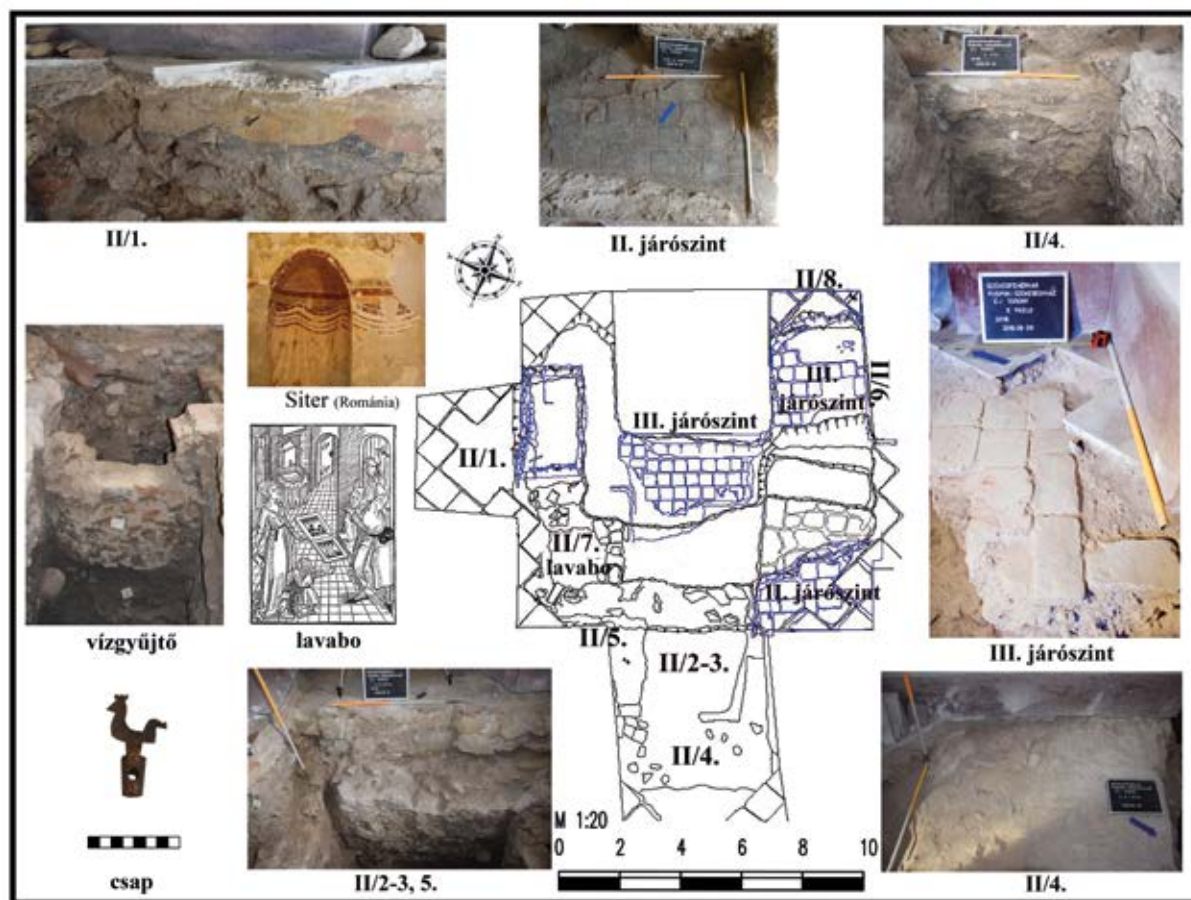 II/1.
II. járószint
II/4.
II/8.
SZÉKESFEHÉRVÁR
Siter (Románia)
III. járószint
II/9
III. járószint
II/1.
II/7.
lavabo
II. járószint
vízgyűjtő
lavabo
II/5.
II/2-3.
III. járószint
II/4.
M 1:20
0 2 4 6 8 10
csap
II/2-3, 5.
II/4.